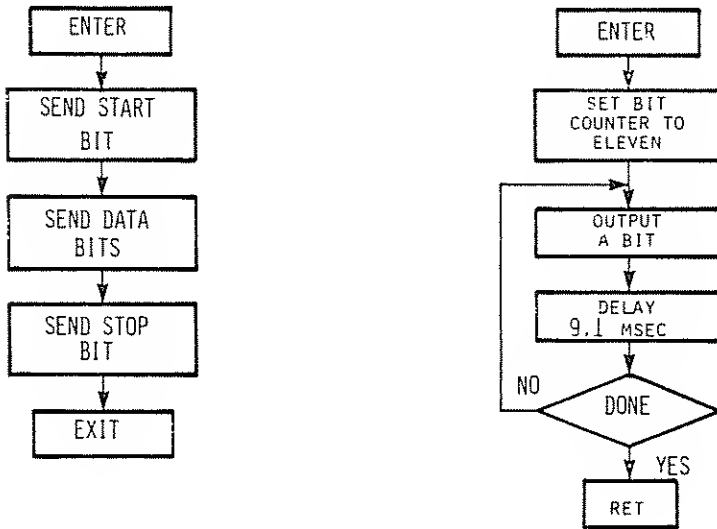 ENTER
SEND START
BIT
SEND DATA
BITS
SEND STOP
BIT
EXIT
ENTER
SET BIT
COUNTER TO
ELEVEN
OUTPUT
A BIT
DELAY
9.1 MSEC
NO
DONE
YES
RET